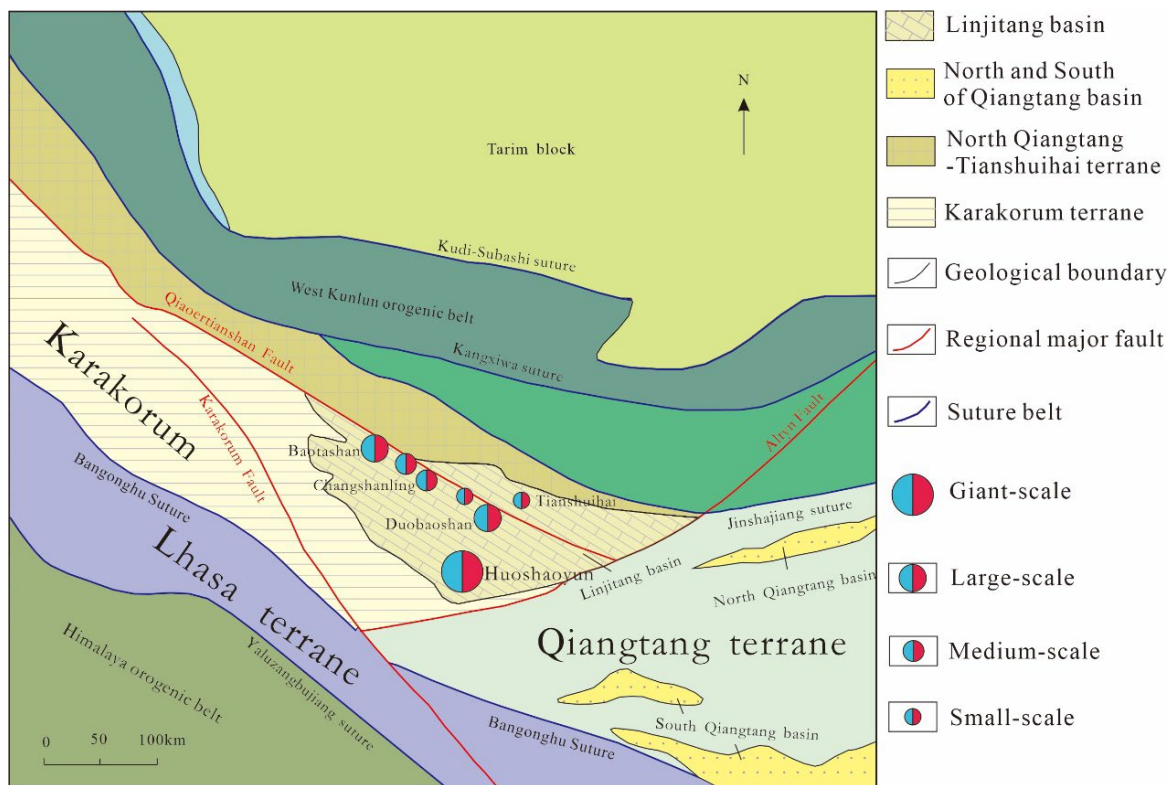 N
Tarim block
Kudi-Subashi suture
West Kunlun orogenic belt
Kangxiwa suture
Qiaoertianshan Fault
Karakorum
Karakorum Fault
Altyn Fault
Baotashan
Changshanling
Tianshuihai
Duobaoshan
Huoshaoyun
Linjitang basin
Jinshajiang suture
North Qiangtang basin
Bangonghu Suture
Lhasa terrane
Qiangtang terrane
Himalaya orogenic belt
Yaluzangbujiang suture
South Qiangtang basin
Bangonghu Suture
0 50 100km
Linjitang basin
North and South
of Qiangtang basin
North Qiangtang
-Tianshuihai terrane
Karakorum terrane
Geological boundary
Regional major fault
Suture belt
Giant-scale
Large-scale
Medium-scale
Small-scale